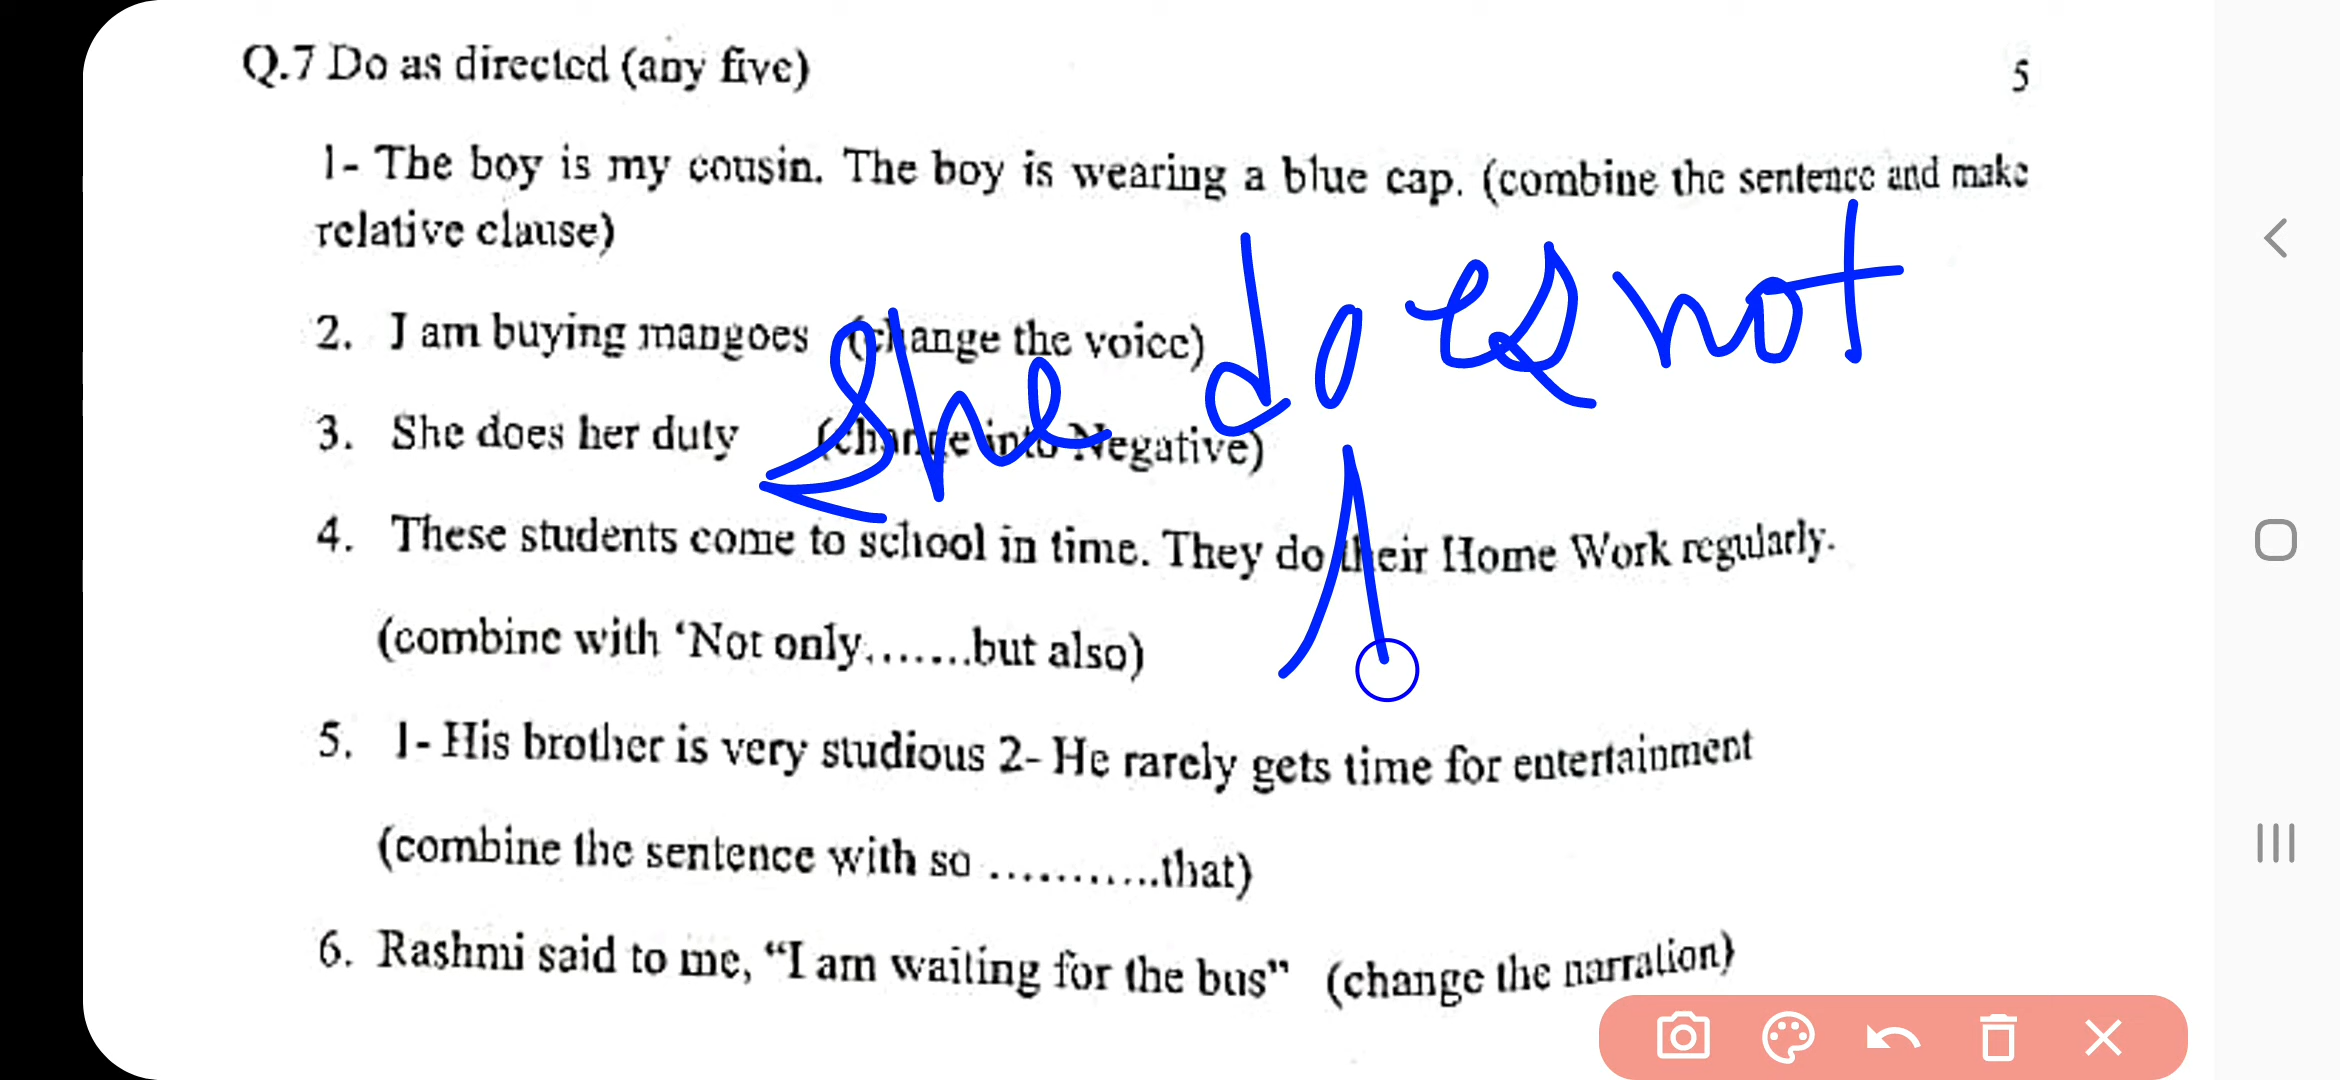 Q.7 Do as directed (any five) 5
1- The boy is my cousin. The boy is wearing a blue cap. (combine the sentence and make
relative clause)
2. I am buying mangoes (change the voice)
She does not
3. She does her duty (change into Negative)
4. These students come to school in time. They do their Home Work regularly.
(combine with ‘Not only.......but also)
5. 1- His brother is very studious 2- He rarely gets time for entertainment
(combine the sentence with so ............that)
6. Rashmi said to me, “I am waiting for the bus” (change the narration)